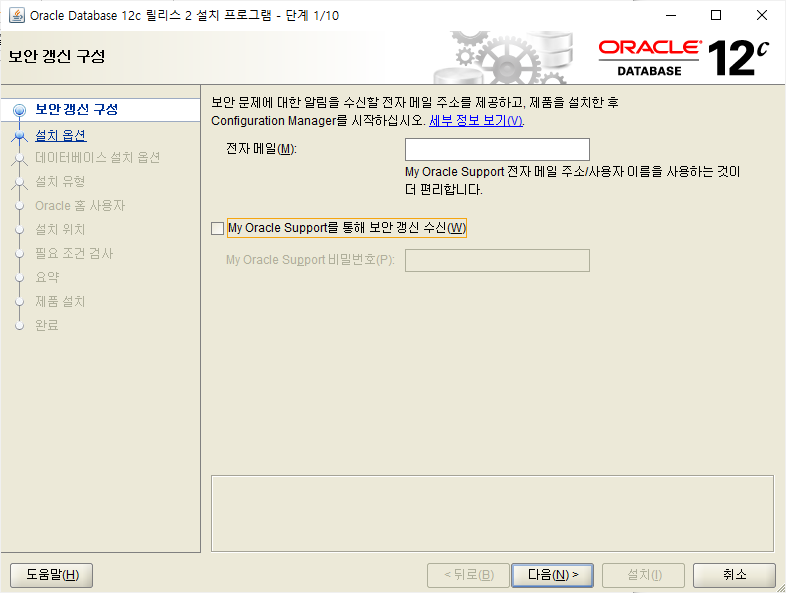 Oracle Database 12c 릴리스 2 설치 프로그램 - 단계 1/10
보안 갱신 구성
ORACLE
DATABASE
12c
보안 갱신 구성
설치 옵션
데이터베이스 설치 옵션
설치 유형
Oracle 홈 사용자
설치 위치
필요 조건 검사
요약
제품 설치
완료
보안 문제에 대한 알림을 수신할 전자 메일 주소를 제공하고, 제품을 설치한 후
Configuration Manager를 시작하십시오. 세부 정보 보기(V).
전자 메일(M):
My Oracle Support 전자 메일 주소/사용자 이름을 사용하는 것이
더 편리합니다.
My Oracle Support를 통해 보안 갱신 수신(W)
My Oracle Support 비밀번호(P):
도움말(H)
< 뒤로(B)
다음(N) >
설치(I)
취소